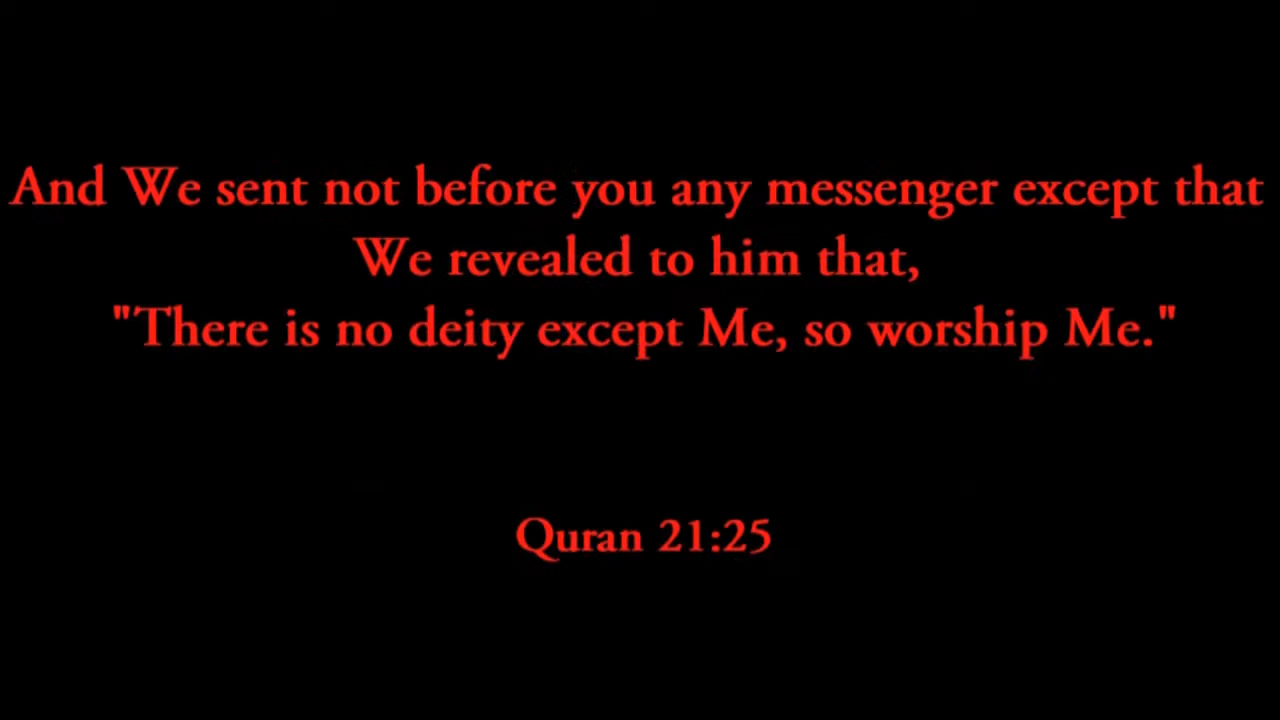 And We sent not before you any messenger except that
We revealed to him that,
"There is no deity except Me, so worship Me."
Quran 21:25